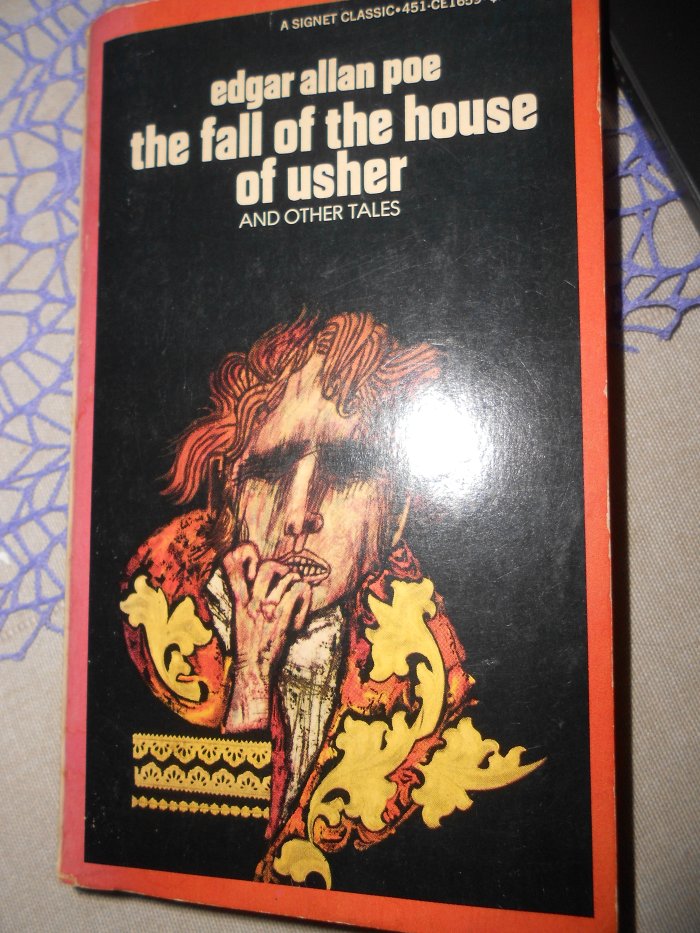 A SIGNET CLASSIC•451-CE1659
edgar allan poe
the fall of the house
of usher
AND OTHER TALES